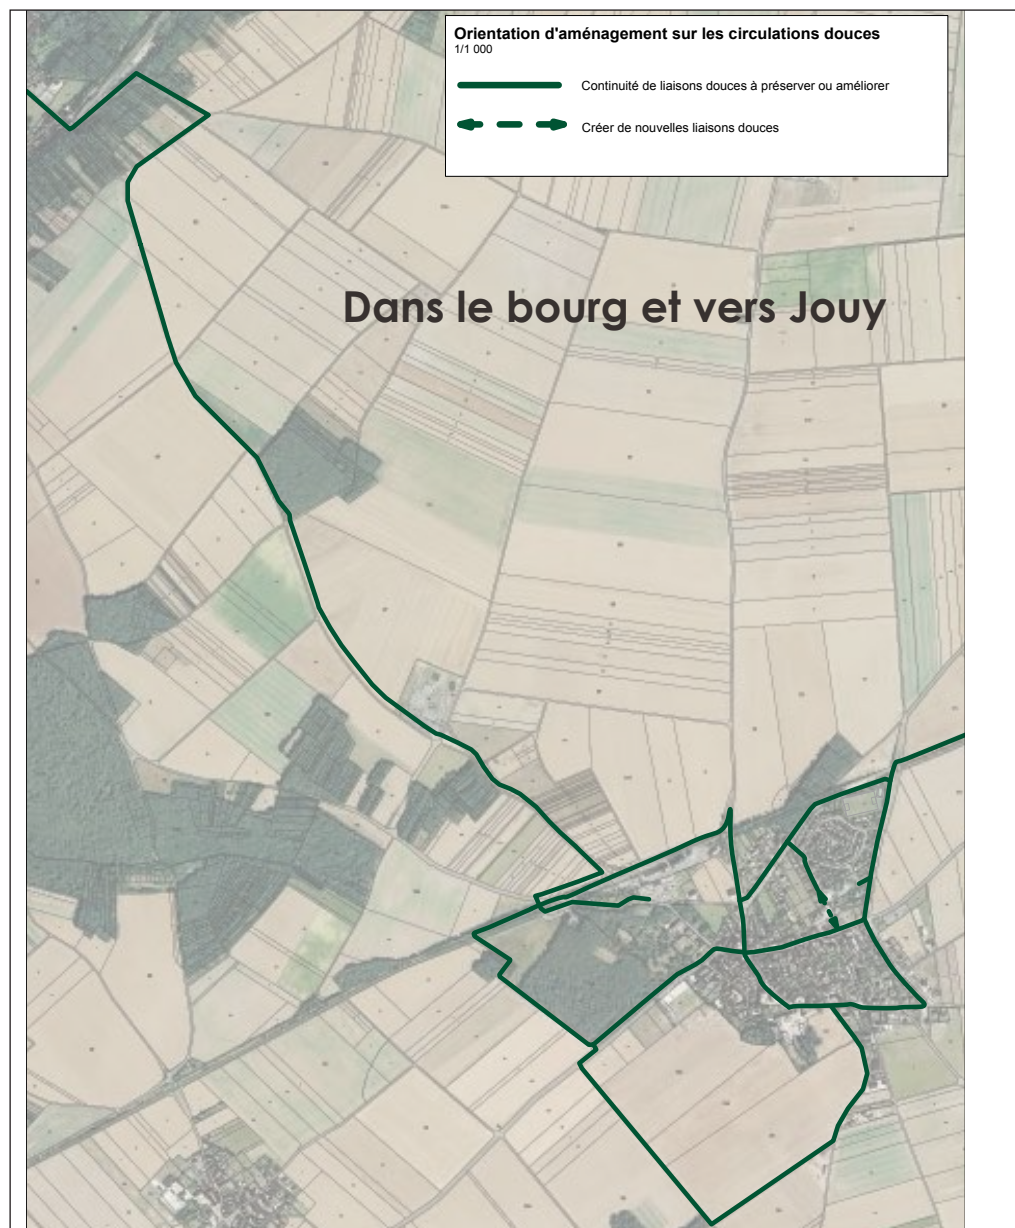 Orientation d'aménagement sur les circulations douces
1/1 000
Continuité de liaisons douces à préserver ou améliorer
Créer de nouvelles liaisons douces
Dans le bourg et vers Jouy